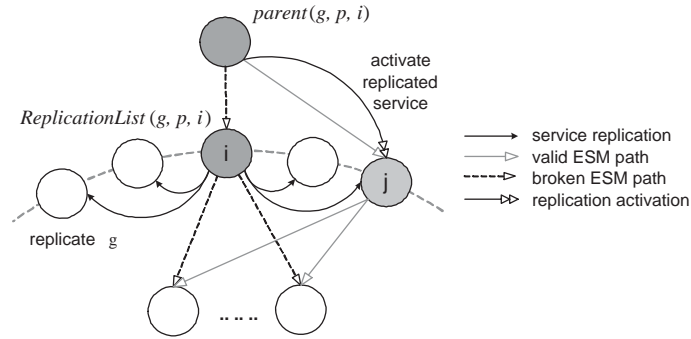 parent(g, p, i)
activate
replicated
service
ReplicationList(g, p, i)
i
j
replicate g
.. .. ..
service replication
valid ESM path
broken ESM path
replication activation